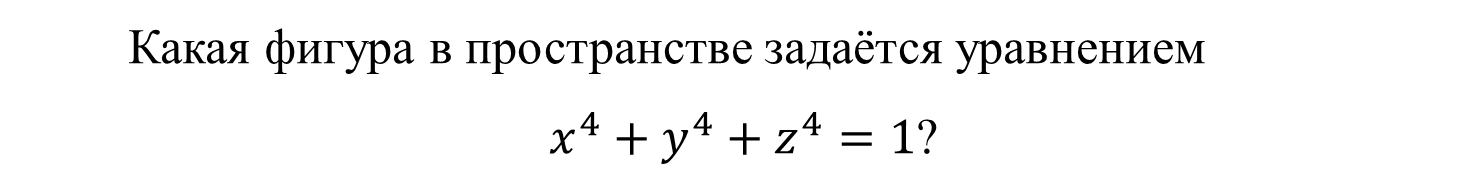 Какая фигура в пространстве задаётся уравнением
x⁴ + y⁴ + z⁴ = 1?